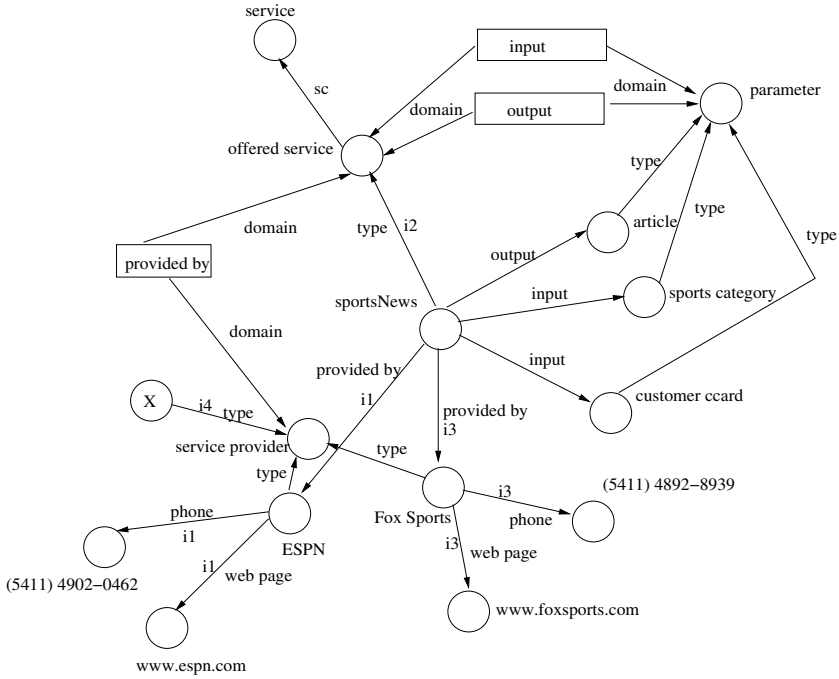 service
input
sc
domain
parameter
domain
output
offered service
type
type
domain
type i2
article
type
output
provided by
sportsNews
input
sports category
domain
provided by
input
X
i4 type
i1
provided by
i3
customer ccard
service provider
type
type
(5411) 4892−8939
phone
i1
i3
phone
Fox Sports
ESPN
i3 web page
i1 web page
(5411) 4902−0462
www.foxsports.com
www.espn.com